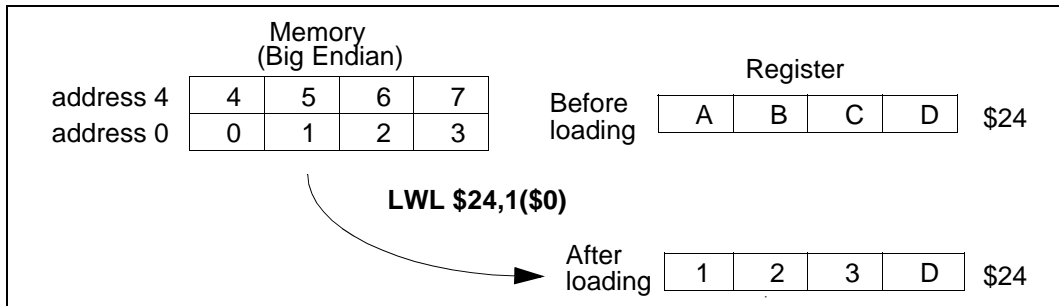 Memory
(Big Endian)
Register
address 4 4 5 6 7
address 0 0 1 2 3
Before
loading A B C D $24
LWL $24,1($0)
After
loading 1 2 3 D $24